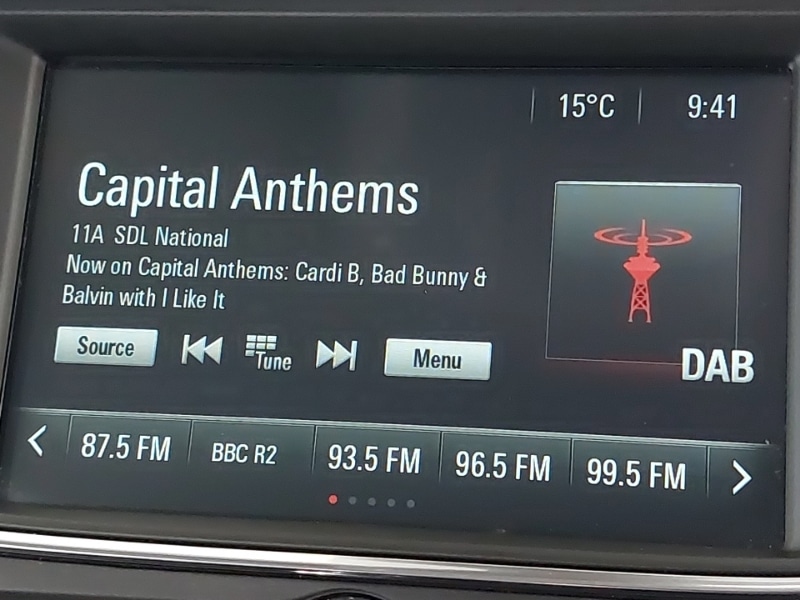 15°C 9:41
Capital Anthems
11A SDL National
Now on Capital Anthems: Cardi B, Bad Bunny &
Balvin with I Like It
Source Tune Menu
DAB
87.5 FM BBC R2 93.5 FM 96.5 FM 99.5 FM